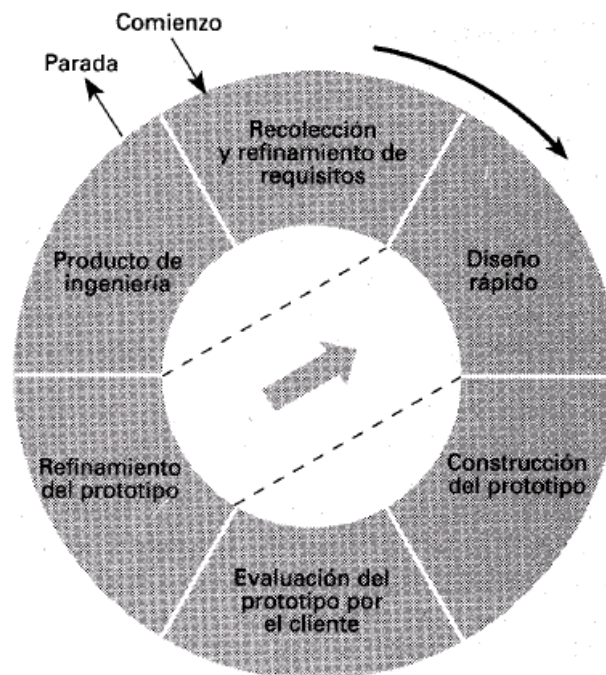 Comienzo
Parada
Recolección
y refinamiento de
requisitos
Diseño
rápido
Construcción
del prototipo
Evaluación del
prototipo por
el cliente
Refinamiento
del prototipo
Producto de
ingeniería